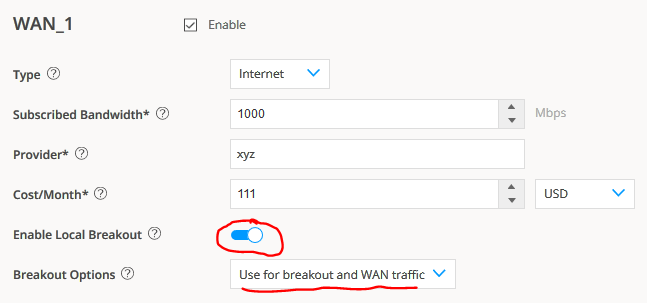 WAN_1 Enable
Type ? Internet
Subscribed Bandwidth* ? 1000 Mbps
Provider* ? xyz
Cost/Month* ? 111 USD
Enable Local Breakout ?
Breakout Options ? Use for breakout and WAN traffic